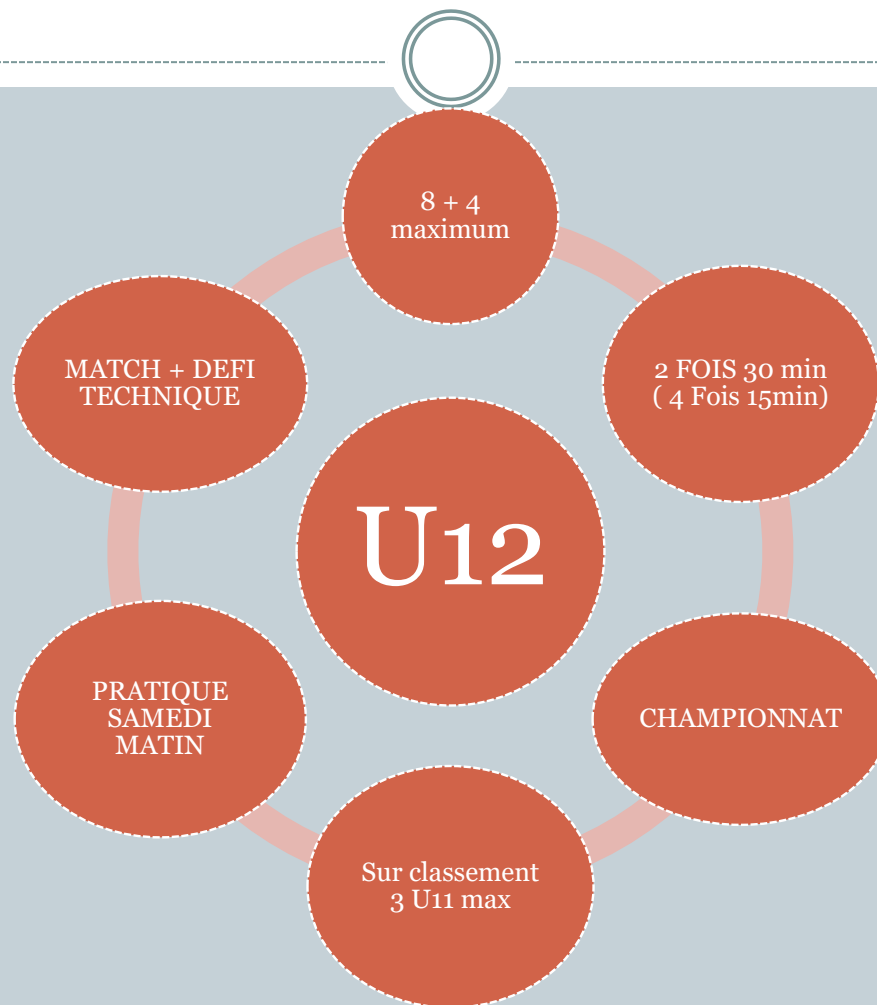 8 + 4
maximum
2 FOIS 30 min
( 4 Fois 15min)
CHAMPIONNAT
Sur classement
3 U11 max
PRATIQUE
SAMEDI
MATIN
MATCH + DEFI
TECHNIQUE
U12